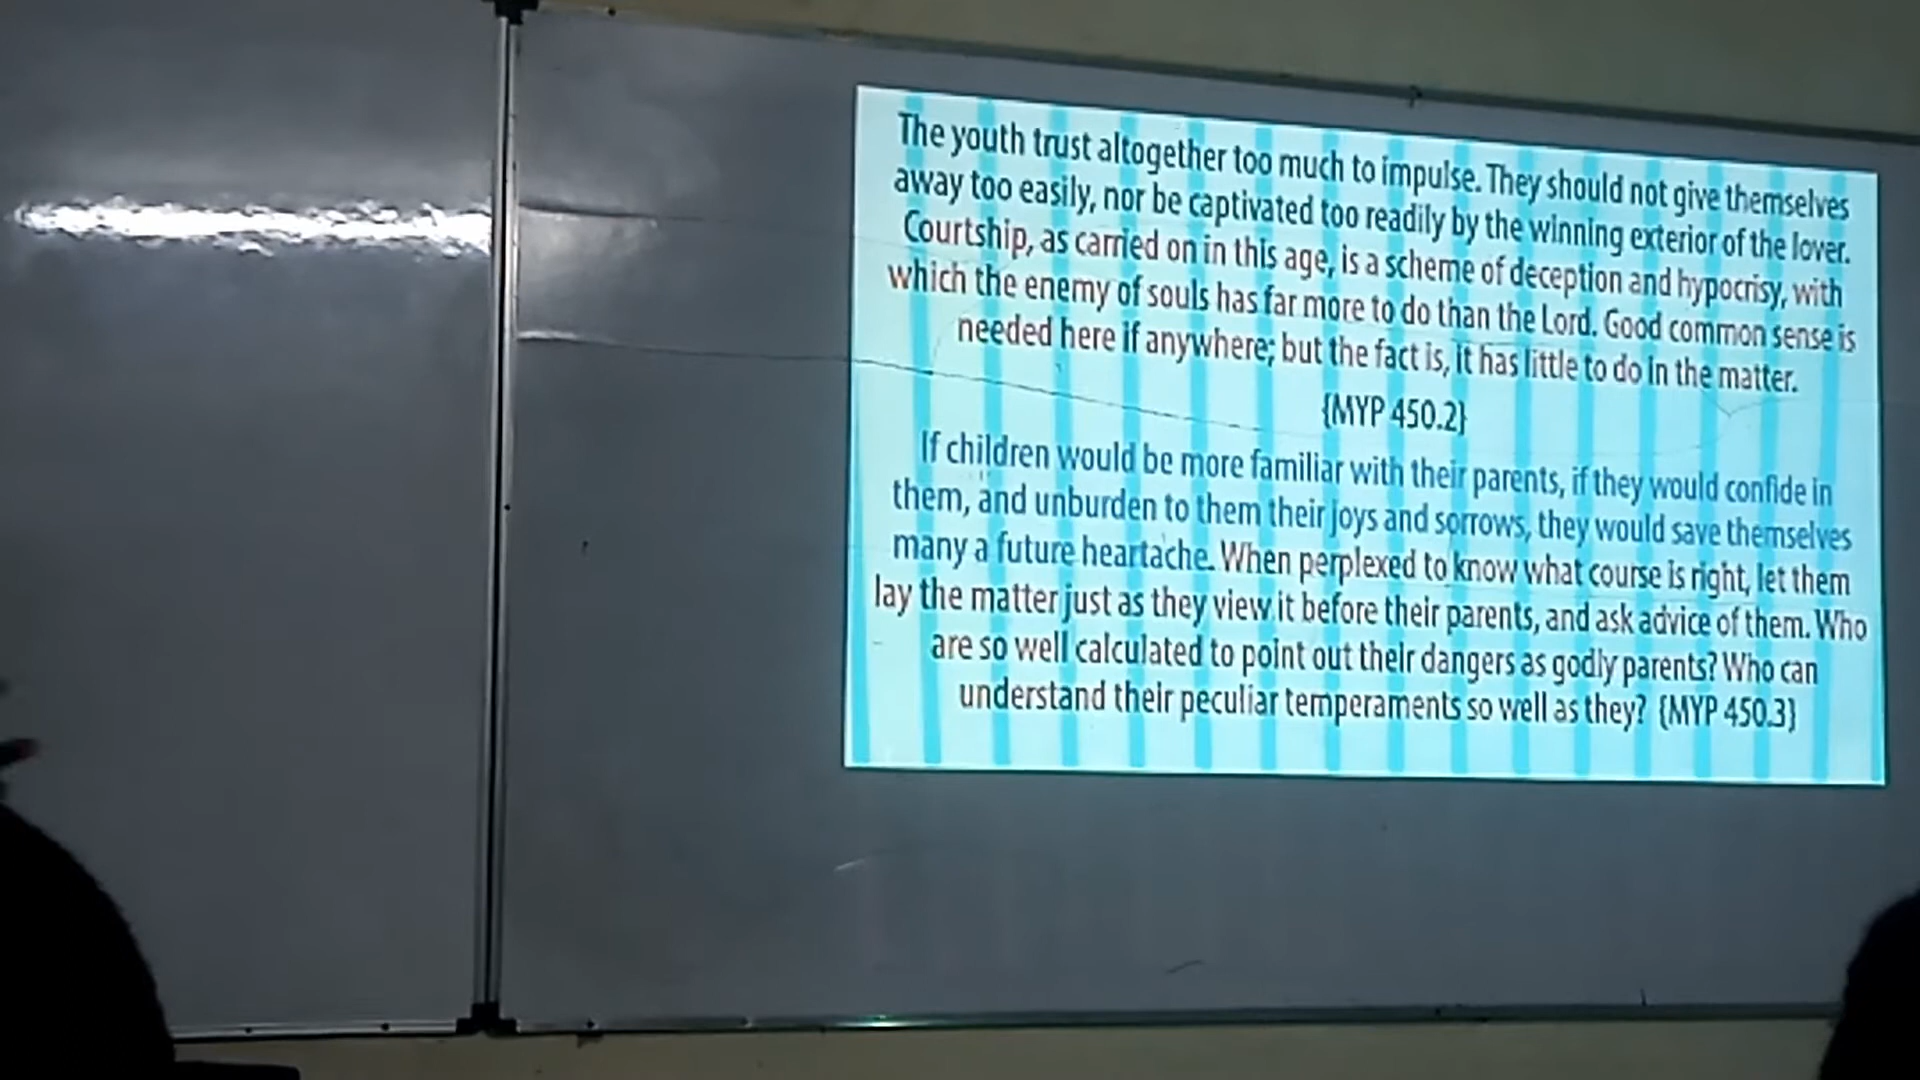 The youth trust altogether too much to impulse. They should not give themselves
away too easily, nor be captivated too readily by the winning exterior of the lover.
Courtship, as carried on in this age, is a scheme of deception and hypocrisy, with
which the enemy of souls has far more to do than the Lord. Good common sense is
needed here if anywhere; but the fact is, it has little to do in the matter.
{MYP 450.2}
If children would be more familiar with their parents, if they would confide in
them, and unburden to them their joys and sorrows, they would save themselves
many a future heartache. When perplexed to know what course is right, let them
lay the matter just as they view it before their parents, and ask advice of them. Who
are so well calculated to point out their dangers as godly parents? Who can
understand their peculiar temperaments so well as they? {MYP 450.3}